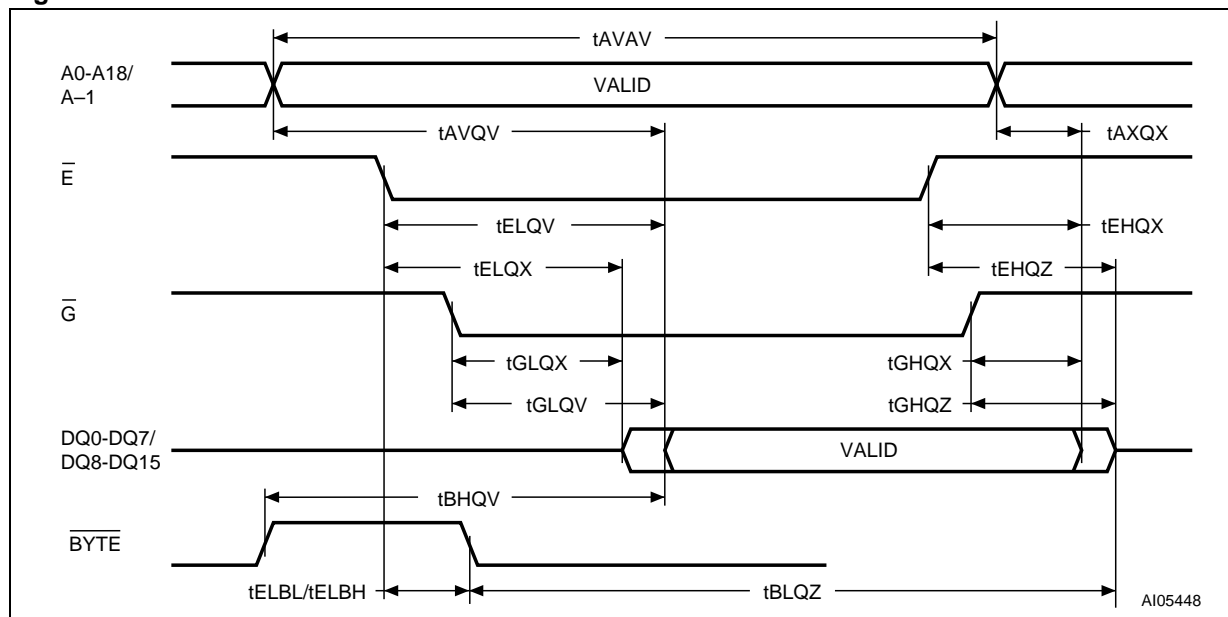 tAVAV
A0-A18/
A–1
VALID
tAVQV
tAXQX
E
tELQV
tEHQX
tELQX
tEHQZ
G
tGLQX
tGHQX
tGLQV
tGHQZ
DQ0-DQ7/
DQ8-DQ15
VALID
tBHQV
BYTE
tELBL/tELBH
tBLQZ
AI05448